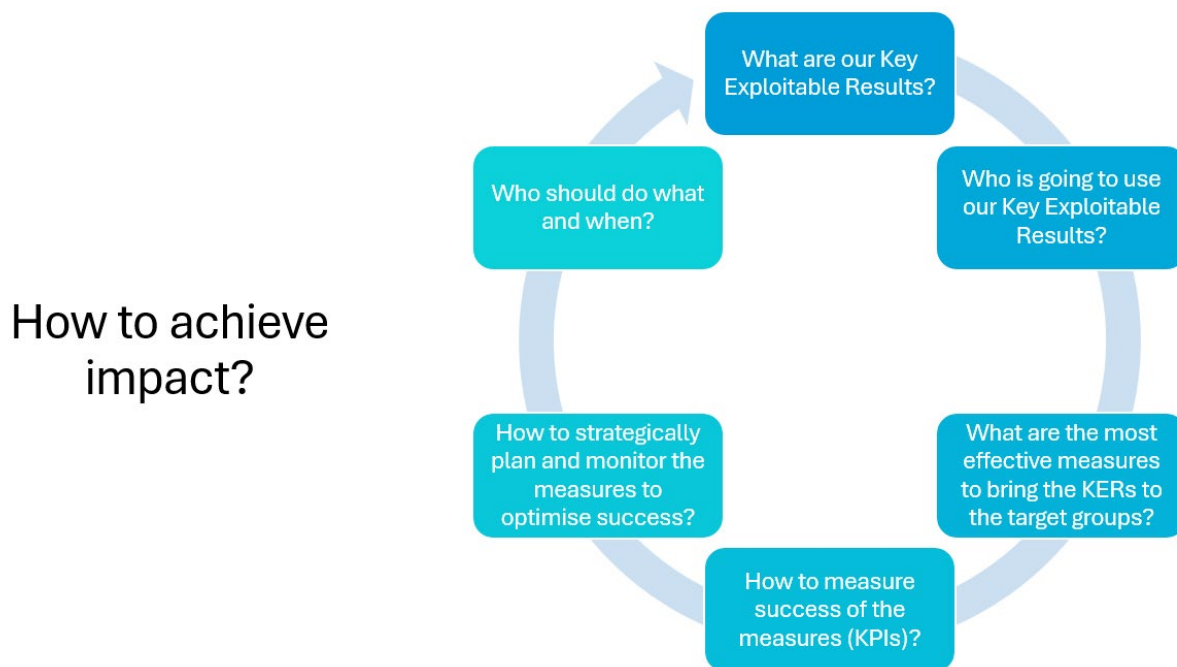 How to achieve
impact?
What are our Key
Exploitable Results?
Who is going to use
our Key Exploitable
Results?
What are the most
effective measures
to bring the KERs to
the target groups?
How to measure
success of the
measures (KPIs)?
How to strategically
plan and monitor the
measures to
optimise success?
Who should do what
and when?